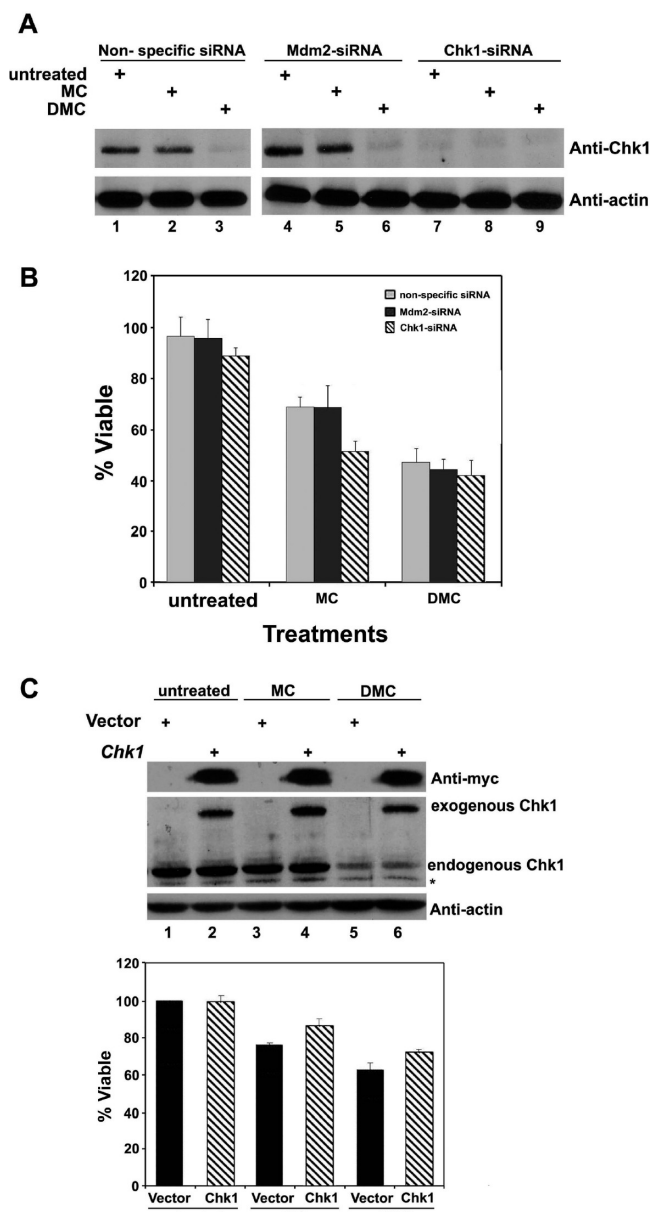 A
Non- specific siRNA Mdm2-siRNA Chk1-siRNA
untreated + + +
MC + + +
DMC + + +
Anti-Chk1
Anti-actin
1 2 3 4 5 6 7 8 9
B
120
100
80
60
40
20
0
% Viable
non-specific siRNA
Mdm2-siRNA
Chk1-siRNA
untreated MC DMC
Treatments
C
untreated MC DMC
Vector + + +
Chk1 + + +
Anti-myc
exogenous Chk1
endogenous Chk1
*
Anti-actin
1 2 3 4 5 6
120
100
80
60
40
20
0
% Viable
Vector Chk1 Vector Chk1 Vector Chk1